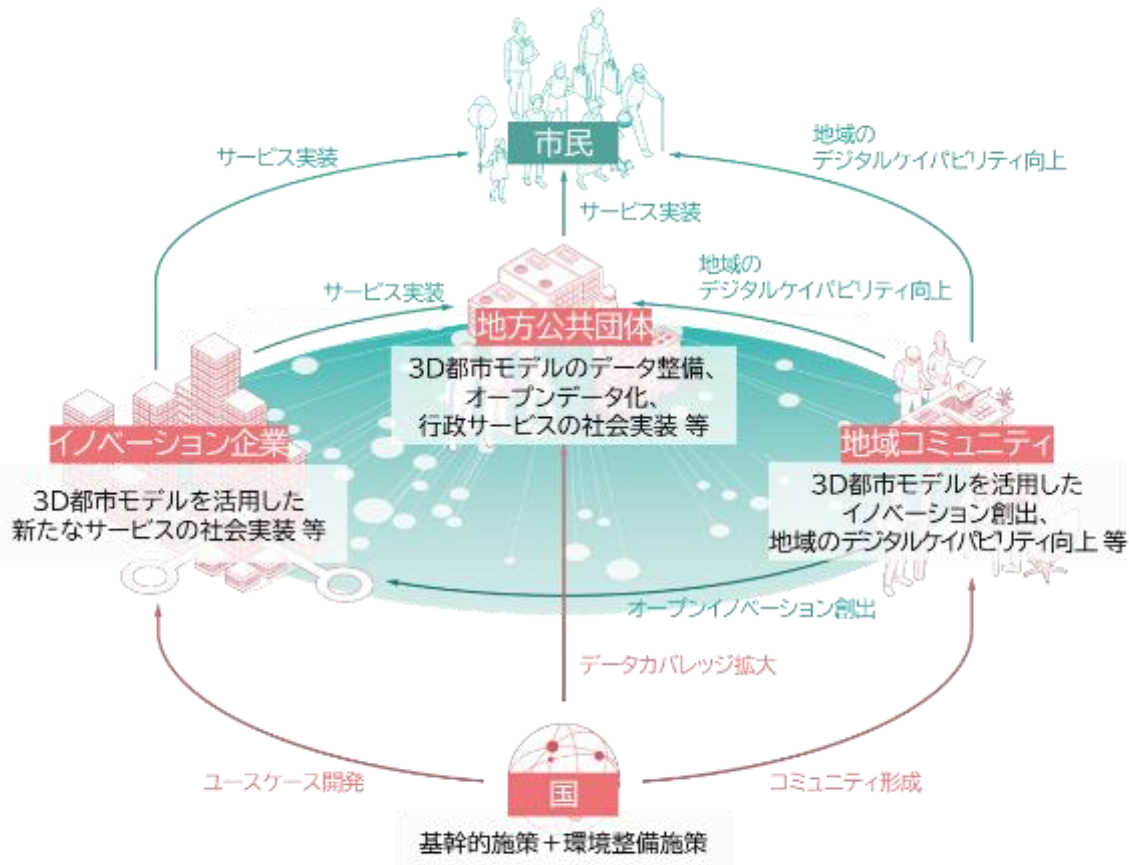 市民
サービス実装
地域の
デジタルケイパビリティ向上
サービス実装
サービス実装
地域の
デジタルケイパビリティ向上
地方公共団体
3D都市モデルのデータ整備、
オープンデータ化、
行政サービスの社会実装 等
イノベーション企業
3D都市モデルを活用した
新たなサービスの社会実装 等
地域コミュニティ
3D都市モデルを活用した
イノベーション創出、
地域のデジタルケイパビリティ向上 等
オープンイノベーション創出
データカバレッジ拡大
ユースケース開発
コミュニティ形成
国
基幹的施策+環境整備施策